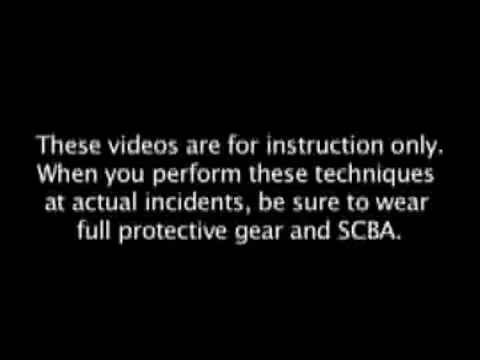 These videos are for instruction only.
When you perform these techniques
at actual incidents, be sure to wear
full protective gear and SCBA.